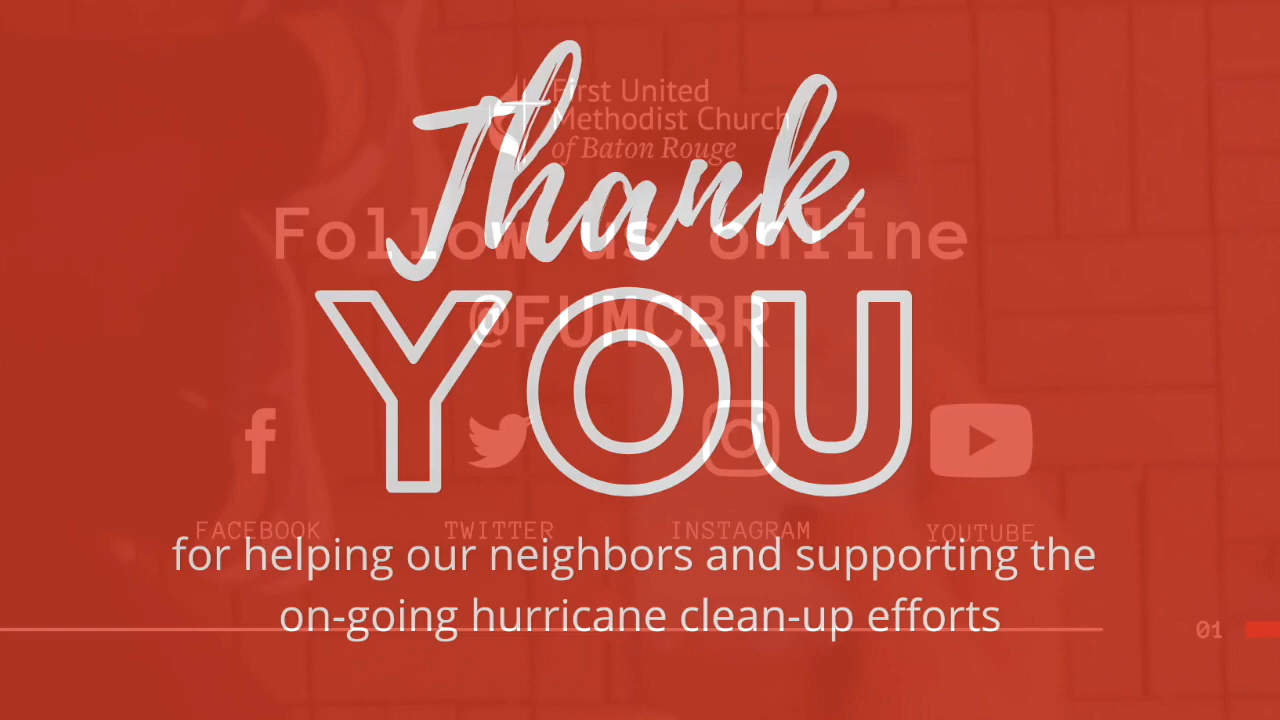 First United
Methodist Church
of Baton Rouge
Thank
Follow us online
YOU
@FUMCBR
FACEBOOK TWITTER INSTAGRAM YOUTUBE
for helping our neighbors and supporting the
on-going hurricane clean-up efforts
01